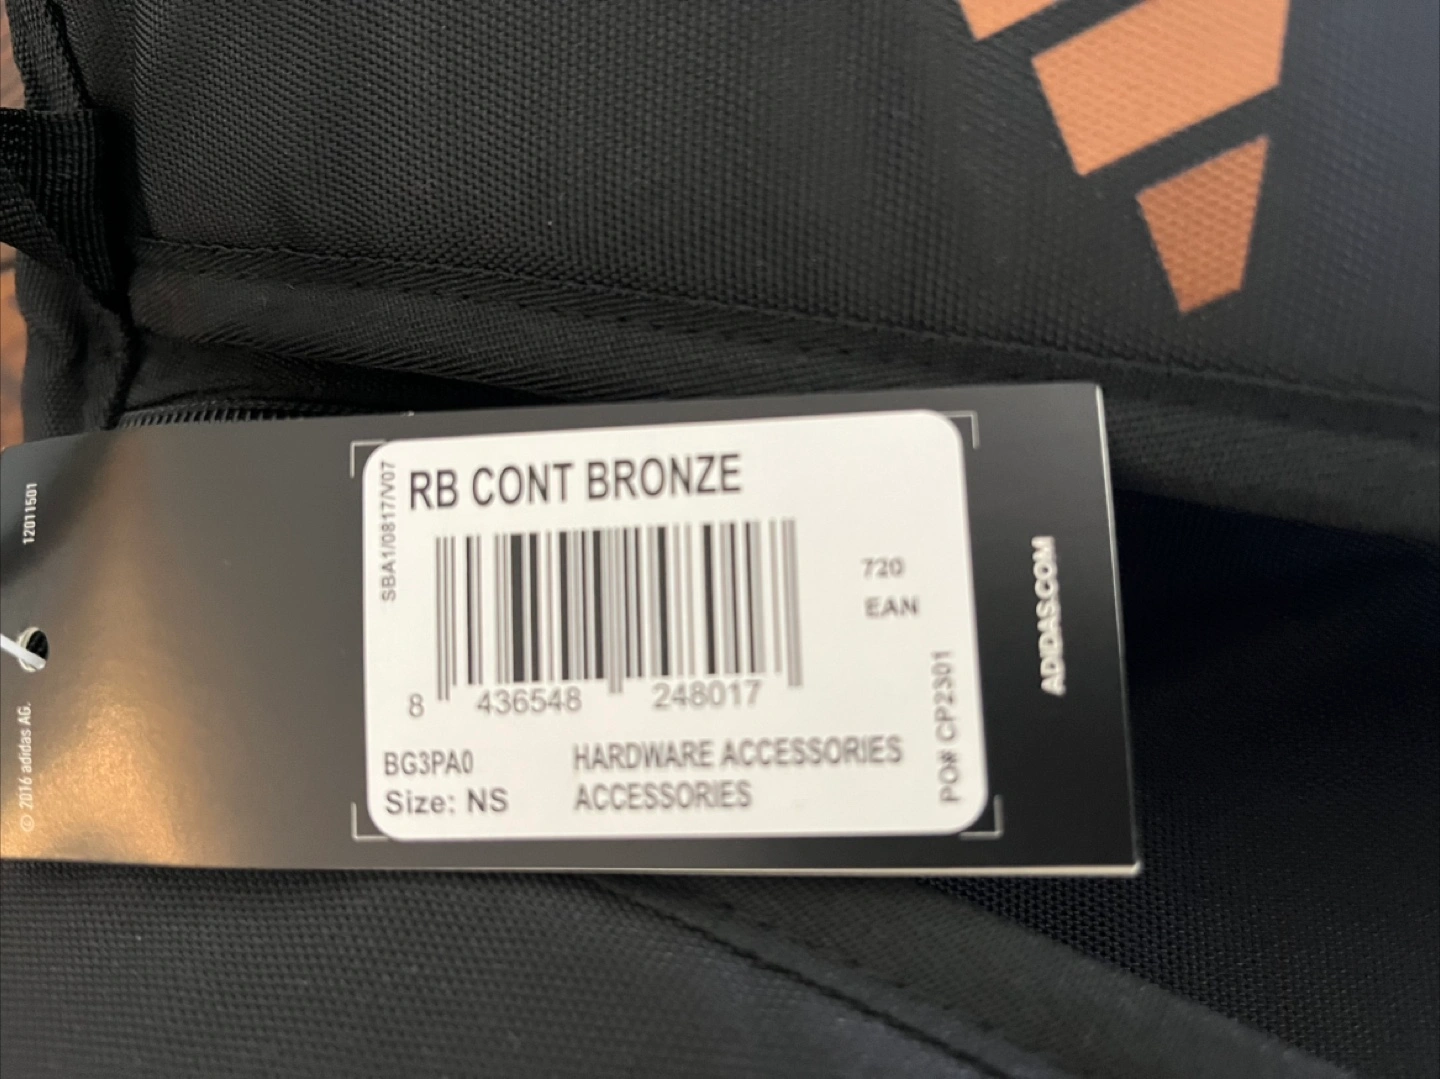 12011501
© 2016 adidas AG.
SBA1/0817/V07
RB CONT BRONZE
720
EAN
8 436548 248017
BG3PA0 HARDWARE ACCESSORIES
Size: NS ACCESSORIES
PO# CP2301
ADIDAS.COM